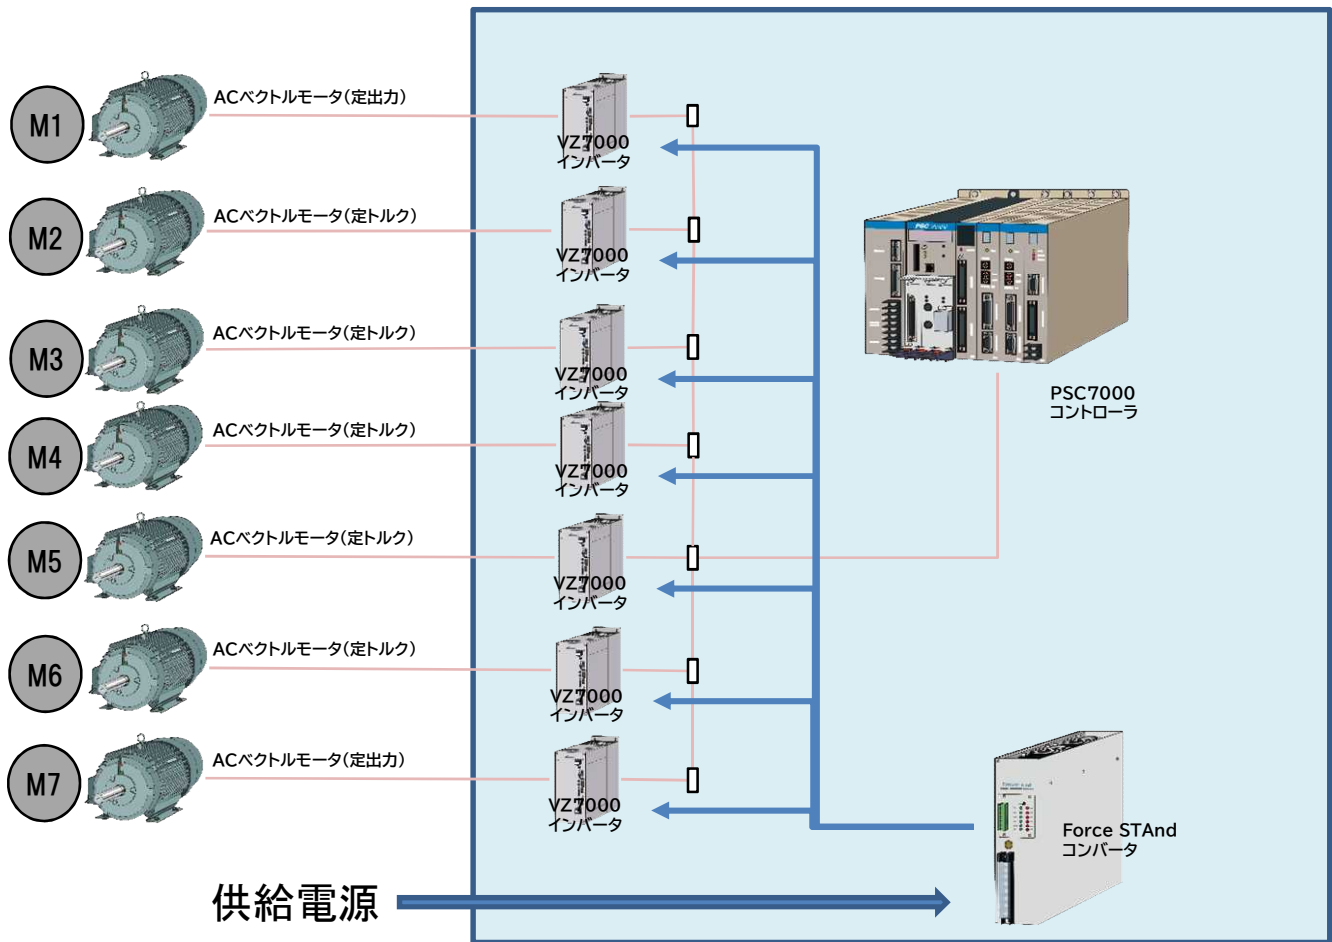 M1
ACベクトルモータ(定出力)
VZ7000
インバータ
M2
ACベクトルモータ(定トルク)
VZ7000
インバータ
M3
ACベクトルモータ(定トルク)
VZ7000
インバータ
M4
ACベクトルモータ(定トルク)
VZ7000
インバータ
M5
ACベクトルモータ(定トルク)
VZ7000
インバータ
M6
ACベクトルモータ(定トルク)
VZ7000
インバータ
M7
ACベクトルモータ(定出力)
VZ7000
インバータ
PSC7000
コントローラ
Force STAnd
コンバータ
供給電源